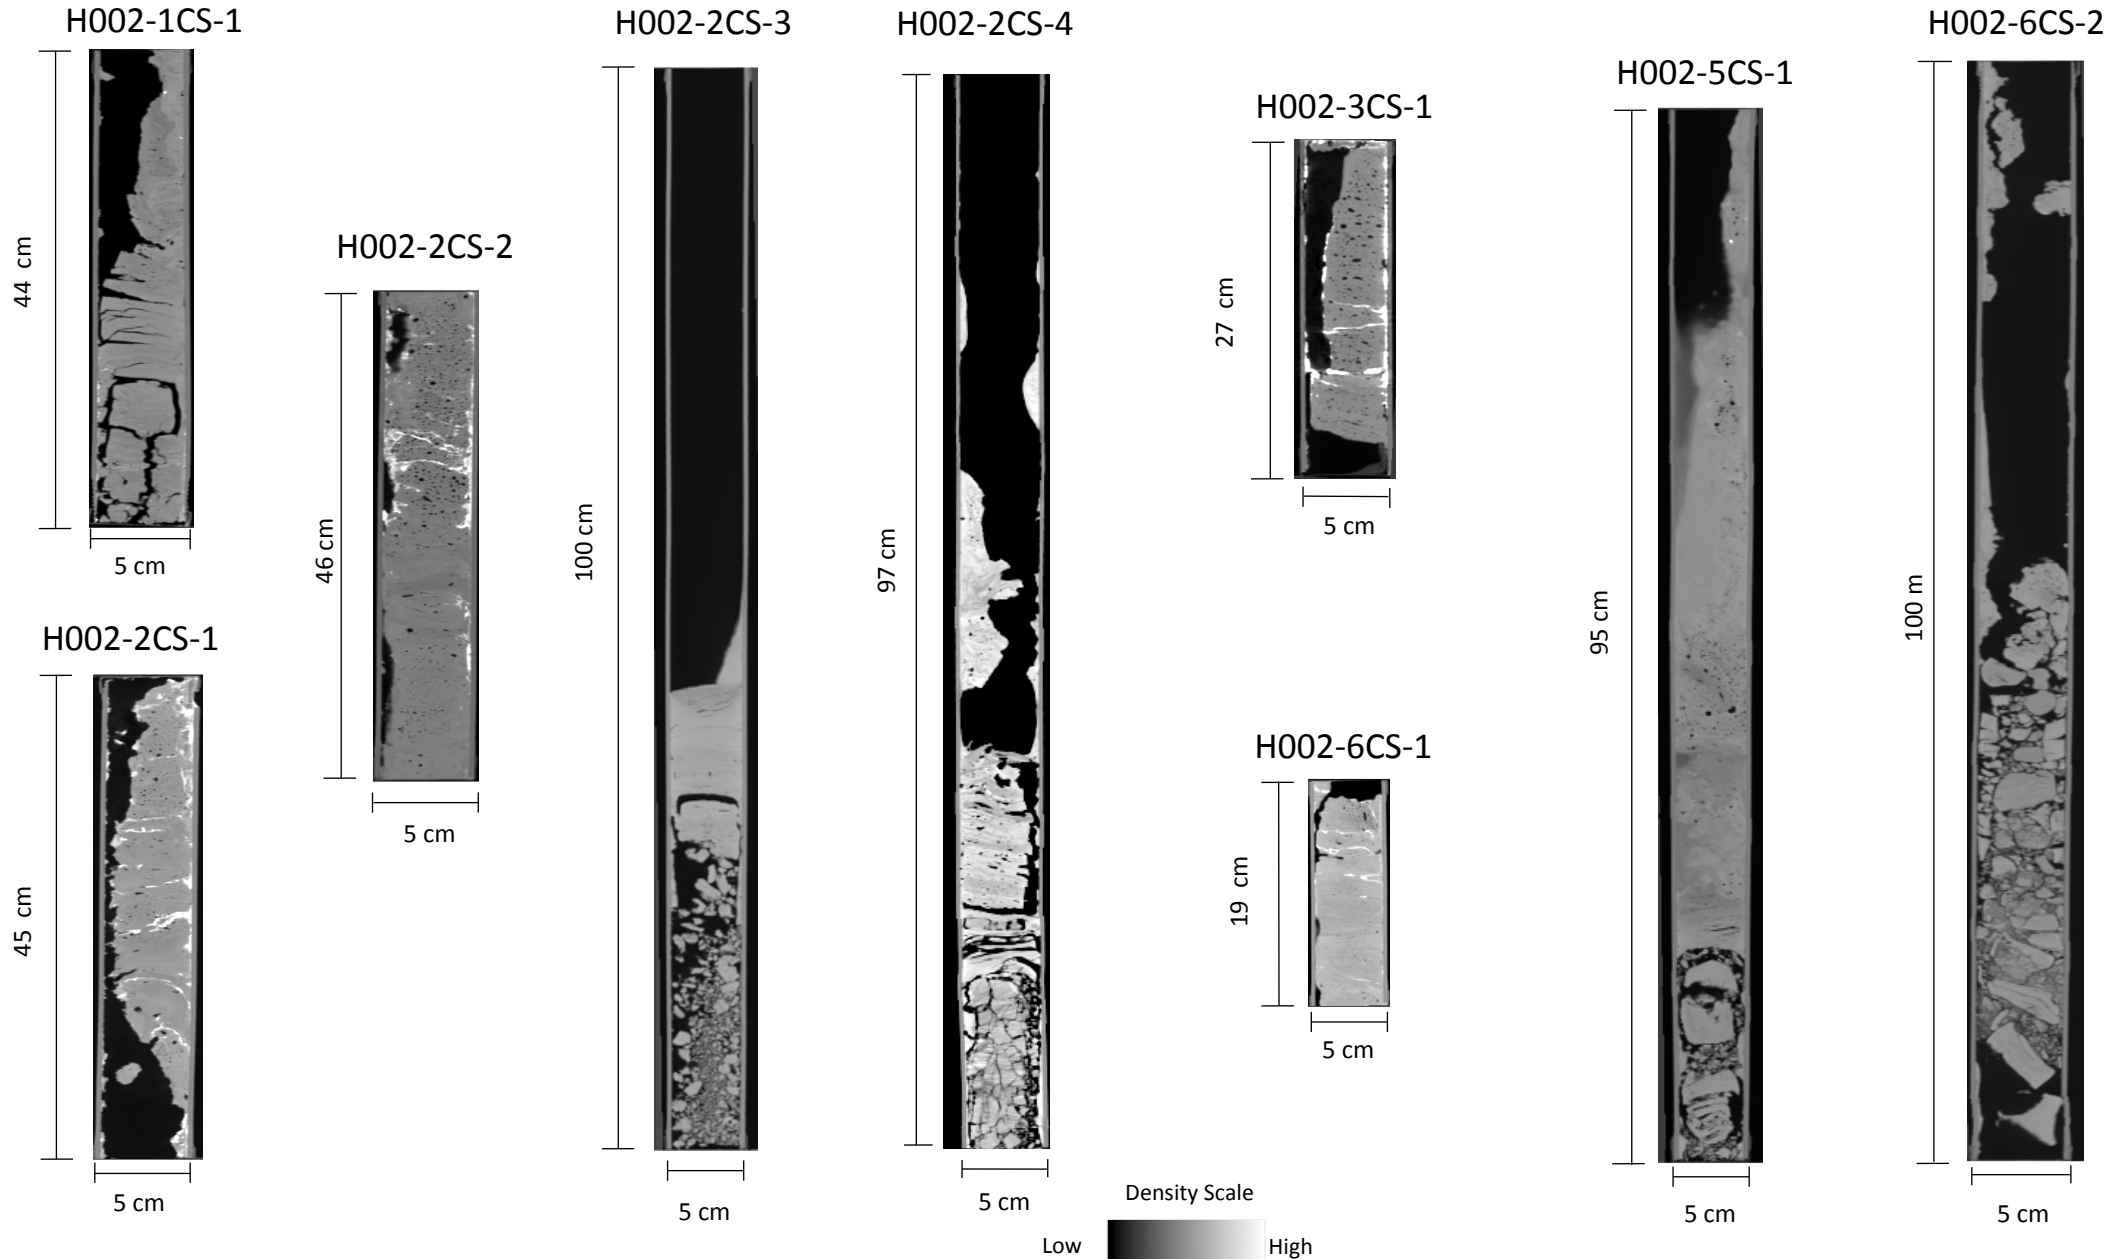 H002-1CS-1
44 cm
5 cm
H002-2CS-1
45 cm
5 cm
H002-2CS-2
46 cm
5 cm
H002-2CS-3
100 cm
5 cm
H002-2CS-4
97 cm
5 cm
H002-3CS-1
27 cm
5 cm
H002-6CS-1
19 cm
5 cm
H002-5CS-1
95 cm
5 cm
H002-6CS-2
100 m
5 cm
Density Scale
Low High